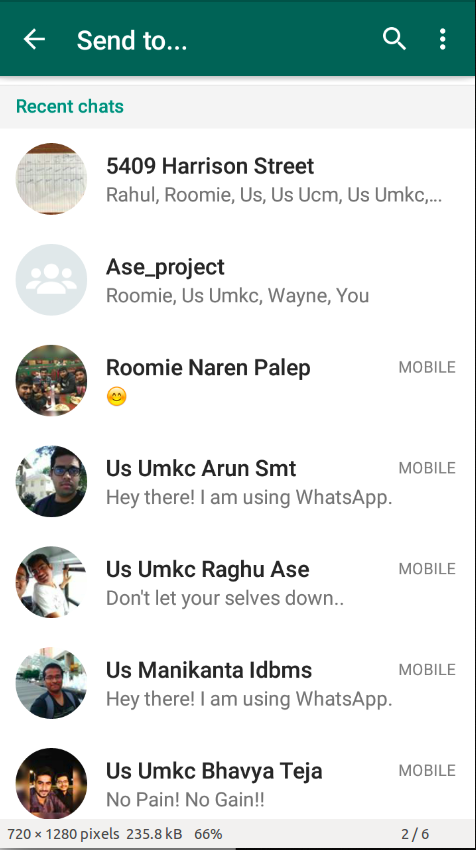 Send to...
Recent chats
5409 Harrison Street
Rahul, Roomie, Us, Us Ucm, Us Umkc,...
Ase_project
Roomie, Us Umkc, Wayne, You
Roomie Naren Palep MOBILE
😊
Us Umkc Arun Smt MOBILE
Hey there! I am using WhatsApp.
Us Umkc Raghu Ase MOBILE
Don't let your selves down..
Us Manikanta Idbms MOBILE
Hey there! I am using WhatsApp.
Us Umkc Bhavya Teja MOBILE
No Pain! No Gain!!
720 × 1280 pixels 235.8 kB 66% 2 / 6